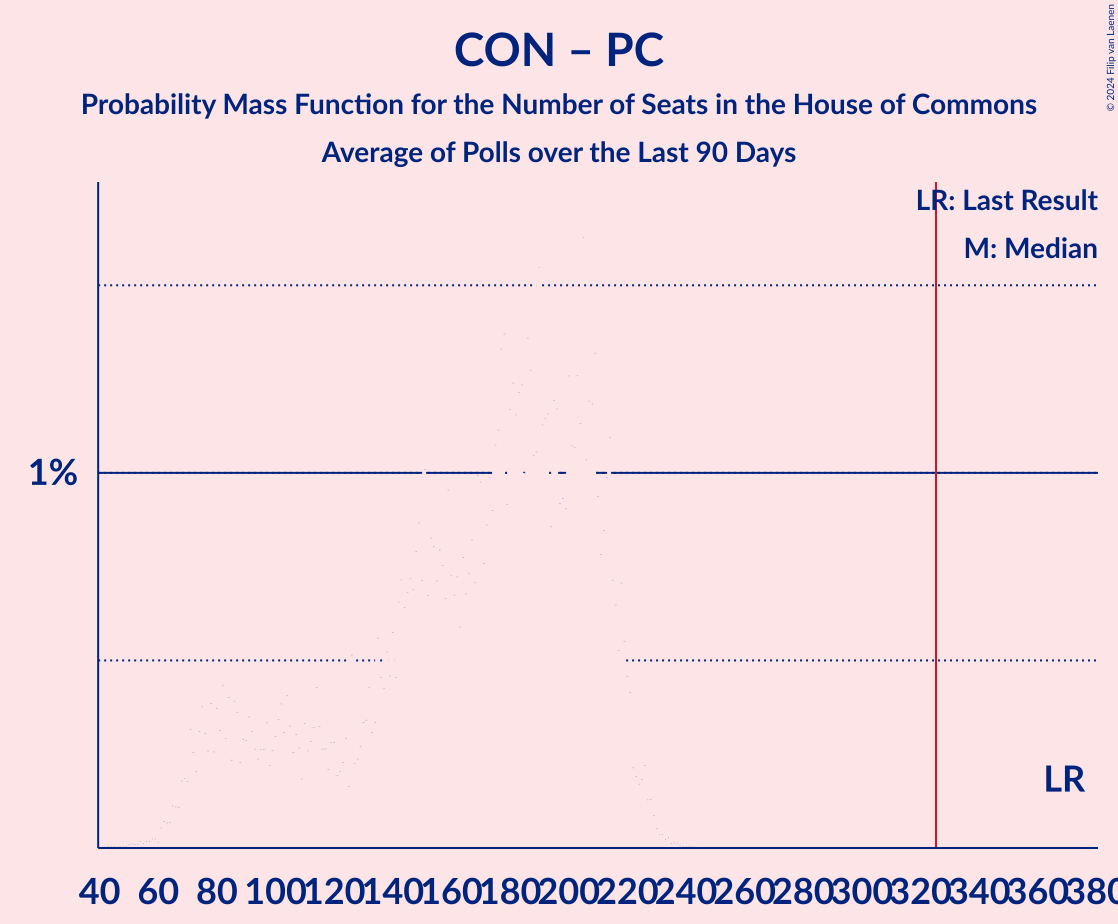 CON – PC
Probability Mass Function for the Number of Seats in the House of Commons
Average of Polls over the Last 90 Days
© 2024 Filip van Laenen
LR: Last Result
M: Median
1%
LR
40 60 80 100 120 140 160 180 200 220 240 260 280 300 320 340 360 380